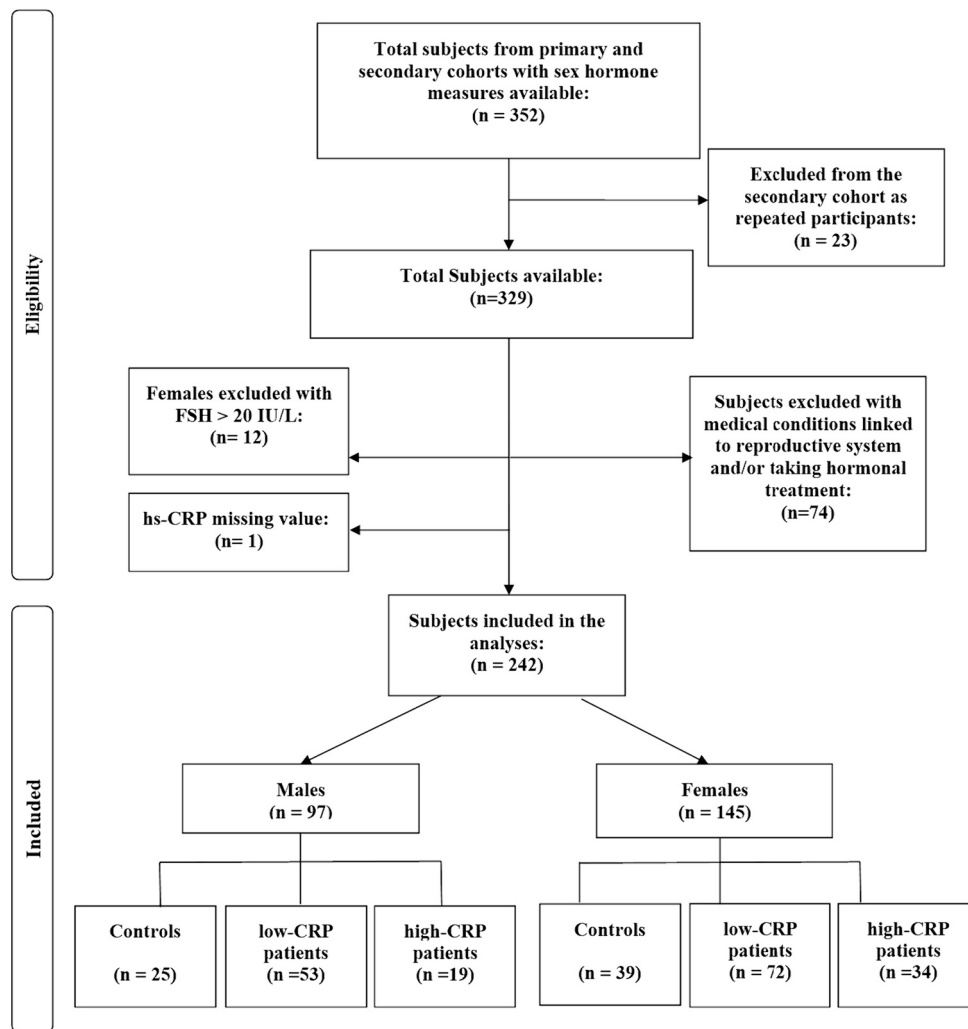 Eligibility
Total subjects from primary and
secondary cohorts with sex hormone
measures available:
(n = 352)
Excluded from the
secondary cohort as
repeated participants:
(n = 23)
Total Subjects available:
(n=329)
Females excluded with
FSH > 20 IU/L:
(n= 12)
Subjects excluded with
medical conditions linked
to reproductive system
and/or taking hormonal
treatment:
(n=74)
hs-CRP missing value:
(n= 1)
Included
Subjects included in the
analyses:
(n = 242)
Males
(n = 97)
Females
(n = 145)
Controls
(n = 25)
low-CRP
patients
(n =53)
high-CRP
patients
(n =19)
Controls
(n = 39)
low-CRP
patients
(n = 72)
high-CRP
patients
(n =34)